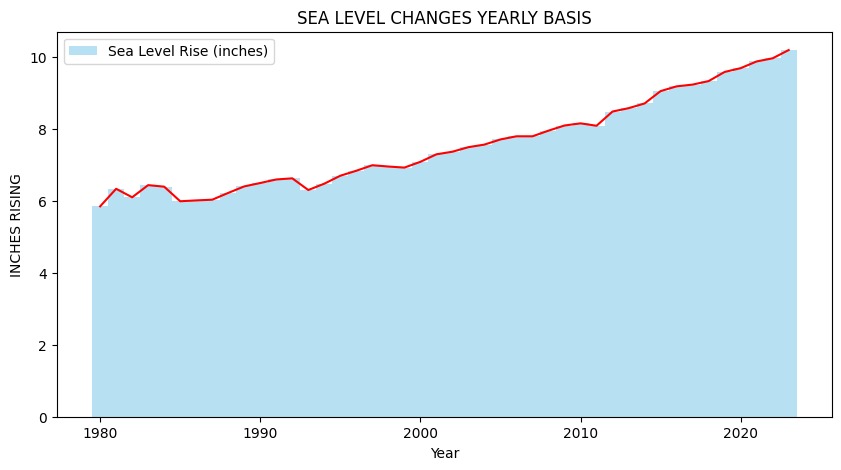 SEA LEVEL CHANGES YEARLY BASIS
Sea Level Rise (inches)
INCHES RISING
10
8
6
4
2
0
1980 1990 2000 2010 2020
Year